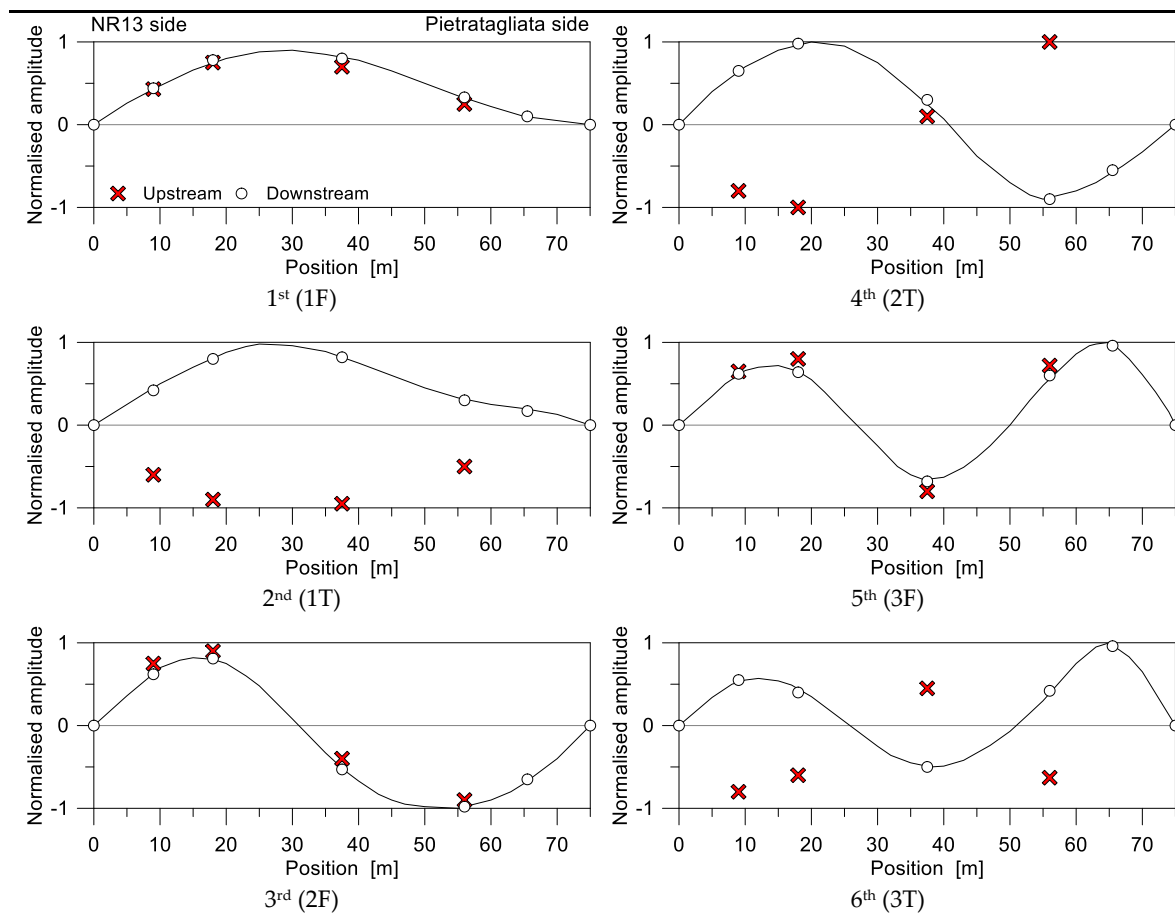 NR13 side Pietratagliata side
Normalised amplitude
1
0
-1
Upstream Downstream
0 10 20 30 40 50 60 70
Position [m]
1st (1F)
Normalised amplitude
1
0
-1
0 10 20 30 40 50 60 70
Position [m]
4th (2T)
Normalised amplitude
1
0
-1
0 10 20 30 40 50 60 70
Position [m]
2nd (1T)
Normalised amplitude
1
0
-1
0 10 20 30 40 50 60 70
Position [m]
5th (3F)
Normalised amplitude
1
0
-1
0 10 20 30 40 50 60 70
Position [m]
3rd (2F)
Normalised amplitude
1
0
-1
0 10 20 30 40 50 60 70
Position [m]
6th (3T)